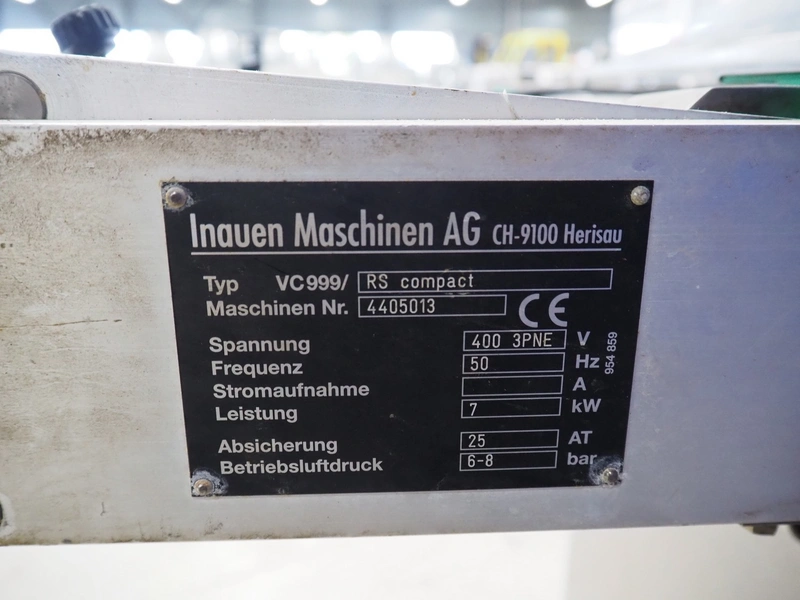 Inauen Maschinen AG CH-9100 Herisau
Typ VC999/ RS compact
Maschinen Nr. 4405013 CE
Spannung 400 3PNE V
Frequenz 50 Hz
Stromaufnahme A
Leistung 7 kW
Absicherung 25 AT
Betriebsluftdruck 6-8 bar
954 859